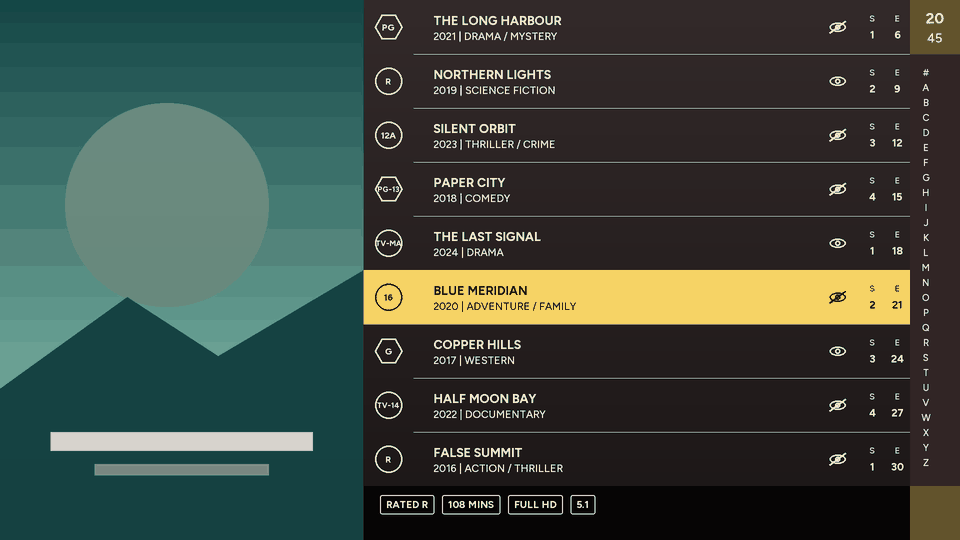 PG
THE LONG HARBOUR
2021 | DRAMA / MYSTERY
S E
1 6
R
NORTHERN LIGHTS
2019 | SCIENCE FICTION
S E
2 9
12A
SILENT ORBIT
2023 | THRILLER / CRIME
S E
3 12
PG-13
PAPER CITY
2018 | COMEDY
S E
4 15
TV-MA
THE LAST SIGNAL
2024 | DRAMA
S E
1 18
16
BLUE MERIDIAN
2020 | ADVENTURE / FAMILY
S E
2 21
G
COPPER HILLS
2017 | WESTERN
S E
3 24
TV-14
HALF MOON BAY
2022 | DOCUMENTARY
S E
4 27
R
FALSE SUMMIT
2016 | ACTION / THRILLER
S E
1 30
RATED R 108 MINS FULL HD 5.1
20
45
#
A
B
C
D
E
F
G
H
I
J
K
L
M
N
O
P
Q
R
S
T
U
V
W
X
Y
Z